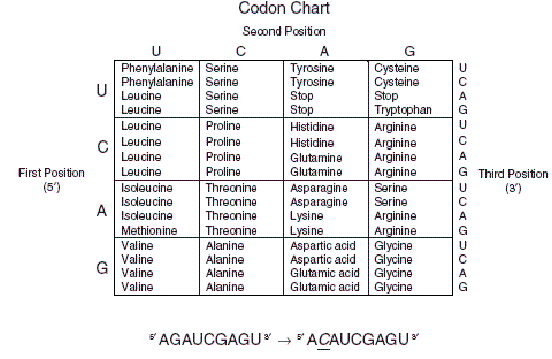 Codon Chart
Second Position
U C A G
Phenylalanine Serine Tyrosine Cysteine U
Phenylalanine Serine Tyrosine Cysteine C
U
Leucine Serine Stop Stop A
Leucine Serine Stop Tryptophan G
Leucine Proline Histidine Arginine U
Leucine Proline Histidine Arginine C
C
Leucine Proline Glutamine Arginine A
Leucine Proline Glutamine Arginine G
First Position
(5′)
Third Position
(3′)
Isoleucine Threonine Asparagine Serine U
Isoleucine Threonine Asparagine Serine C
A
Isoleucine Threonine Lysine Arginine A
Methionine Threonine Lysine Arginine G
Valine Alanine Aspartic acid Glycine U
Valine Alanine Aspartic acid Glycine C
G
Valine Alanine Glutamic acid Glycine A
Valine Alanine Glutamic acid Glycine G
5′ AGAUCGAGU 3′ → 5′ ACAUCGAGU 3′